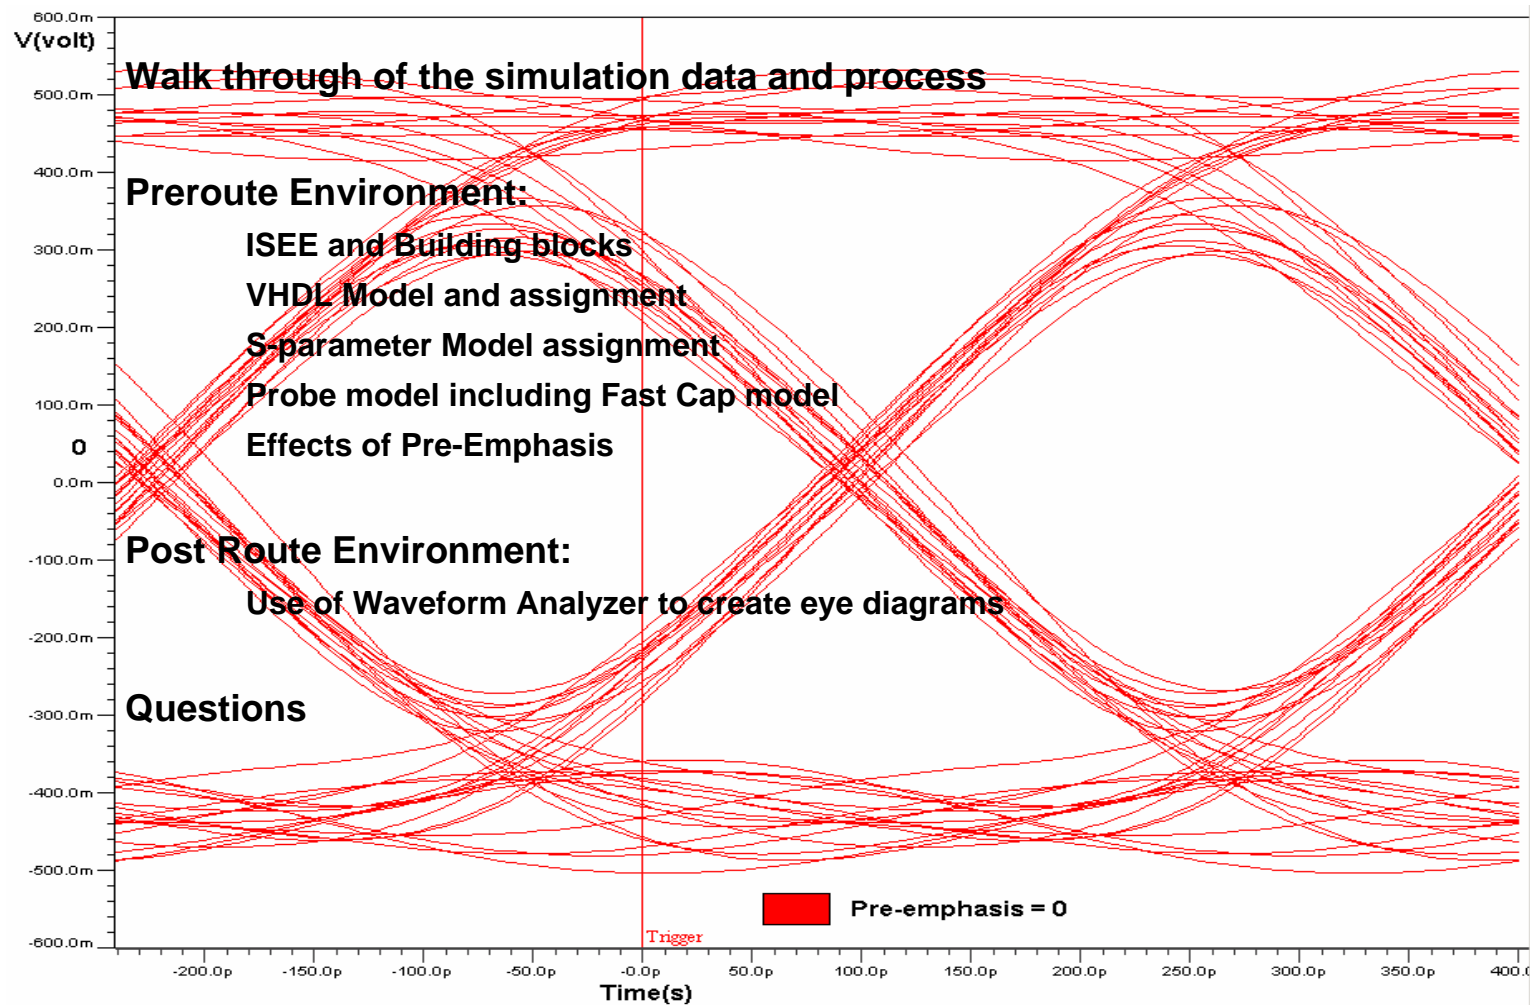 600.0m
V(volt)
Walk through of the simulation data and process
500.0m
400.0m
Preroute Environment:
300.0m
ISEE and Building blocks
VHDL Model and assignment
200.0m
S-parameter Model assignment
100.0m
Probe model including Fast Cap model
0
Effects of Pre-Emphasis
0.0m
-100.0m
Post Route Environment:
Use of Waveform Analyzer to create eye diagrams
-200.0m
-300.0m
Questions
-400.0m
-500.0m
Pre-emphasis = 0
-600.0m
Trigger
-200.0p -150.0p -100.0p -50.0p -0.0p 50.0p 100.0p 150.0p 200.0p 250.0p 300.0p 350.0p 400.0
Time(s)